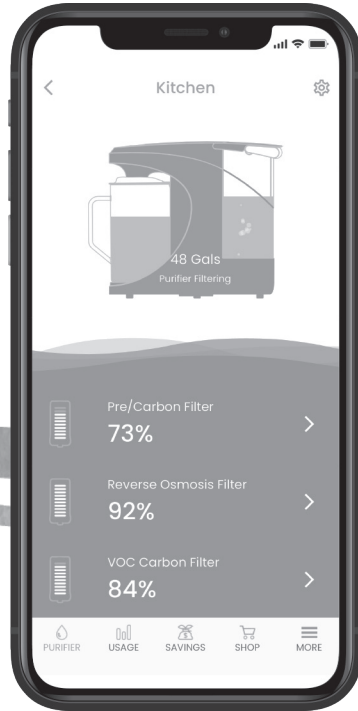 Kitchen
48 Gals
Purifier Filtering
Pre/Carbon Filter
73%
Reverse Osmosis Filter
92%
VOC Carbon Filter
84%
PURIFIER USAGE SAVINGS SHOP MORE